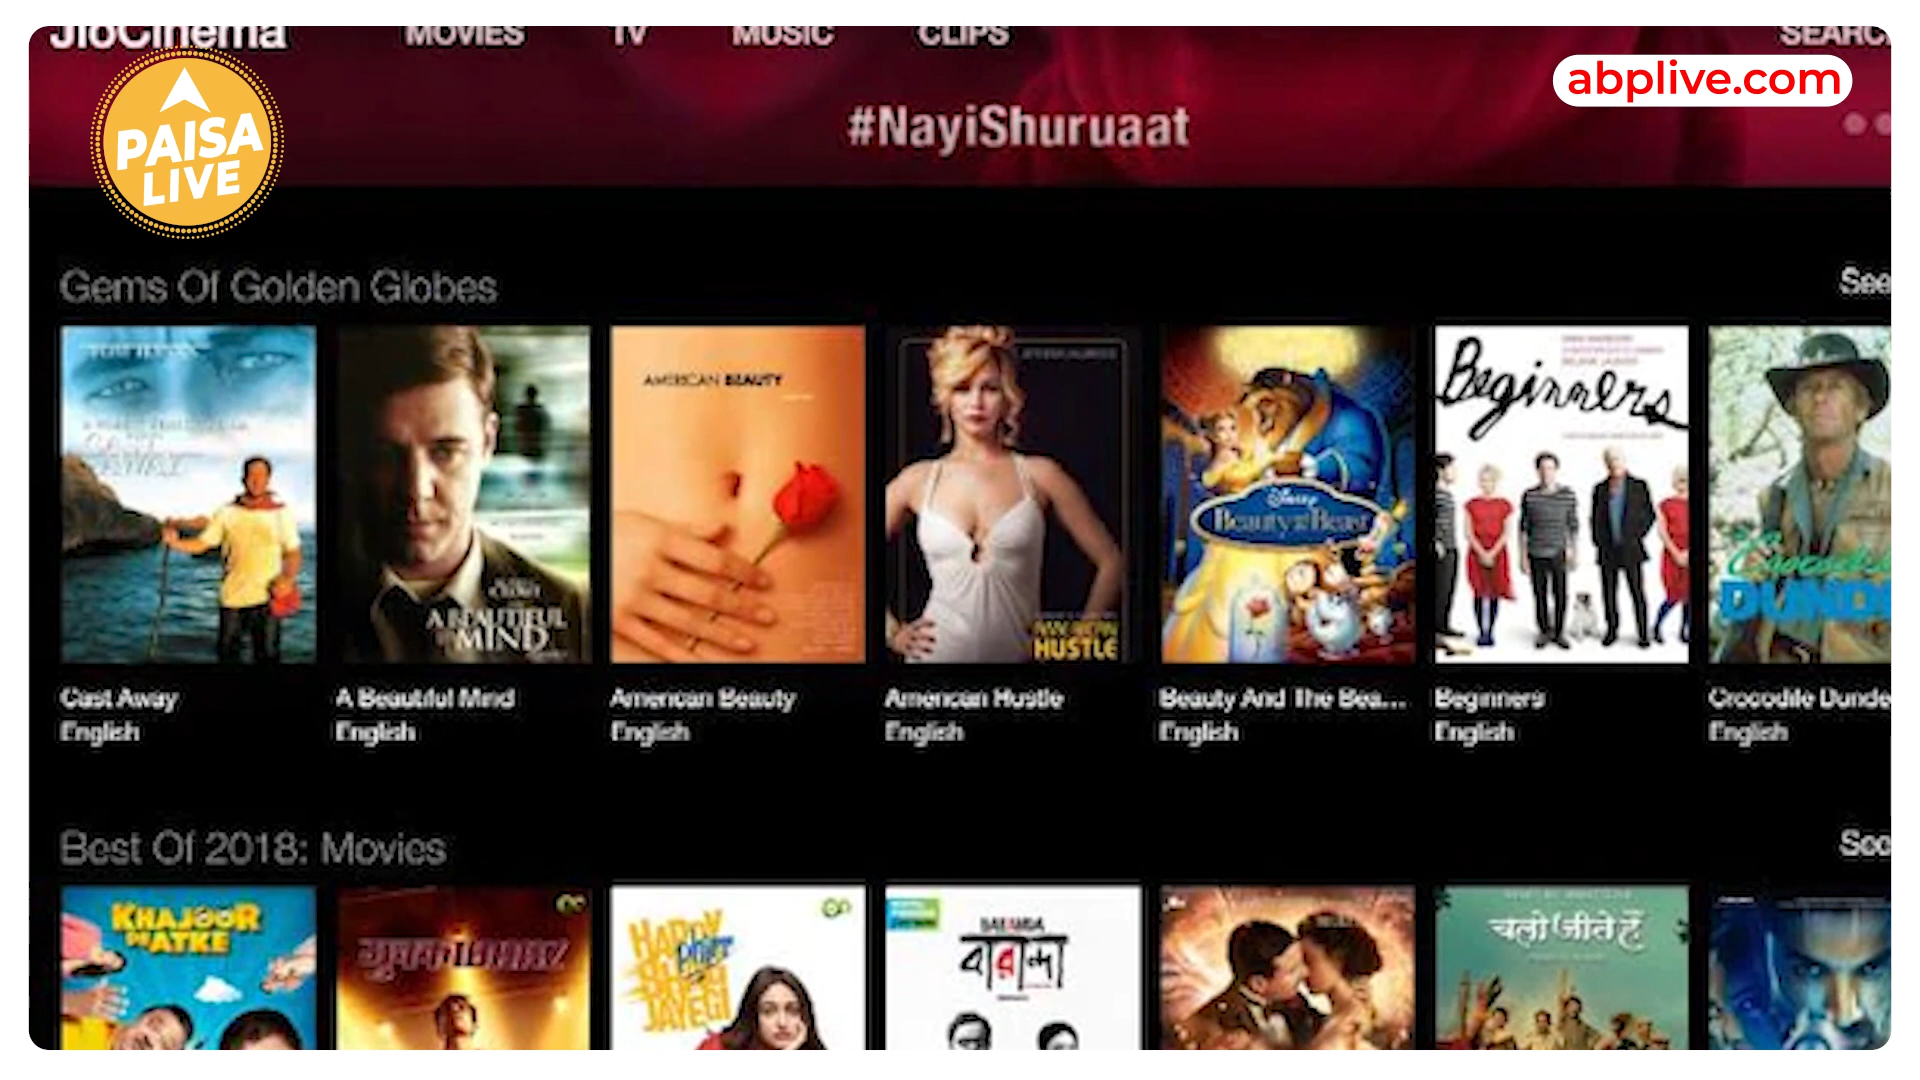 JioCinema
MOVIES TV MUSIC CLIPS SEARC
PAISA
LIVE
abplive.com
#NayiShuruaat
Gems Of Golden Globes
See
AMERICAN BEAUTY
Disney
Beauty and the Beast
Beginners
A BEAUTIFUL
MIND
HUSTLE
DUND
Cast Away
English
A Beautiful Mind
English
American Beauty
English
American Hustle
English
Beauty And The Bea...
English
Beginners
English
Crocodile Dunde
English
Best Of 2018: Movies
See
KHAJOOR
PE ATKE
HAPPY
PHIRR
BHAG
JAYEGI
বারান্দা
चलो जीते हैं